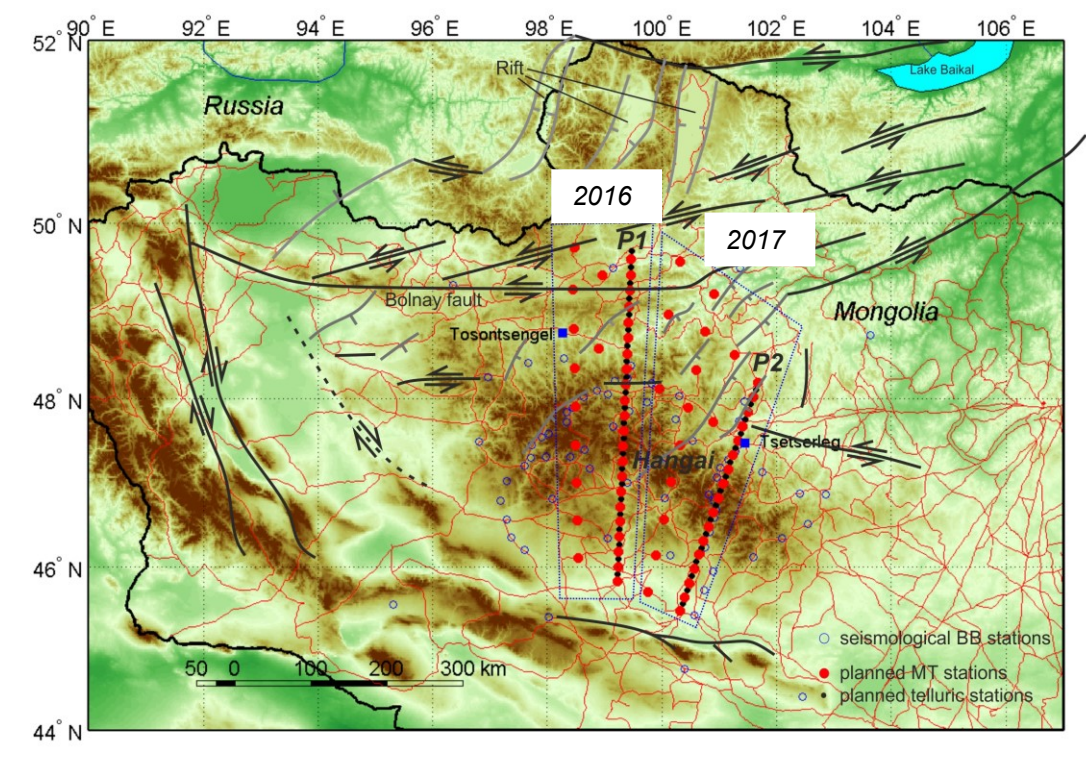 90° E 92° E 94° E 96° E 98° E 100° E 102° E 104° E 106° E
52° N
Lake Baikal
Rift
Russia
2016
50° N
P1
2017
Bolnay fault
Mongolia
Tosontsengel
P2
48° N
Tsetserleg
Hangai
46° N
seismological BB stations
50 0 100 200 300 km
planned MT stations
planned telluric stations
44° N